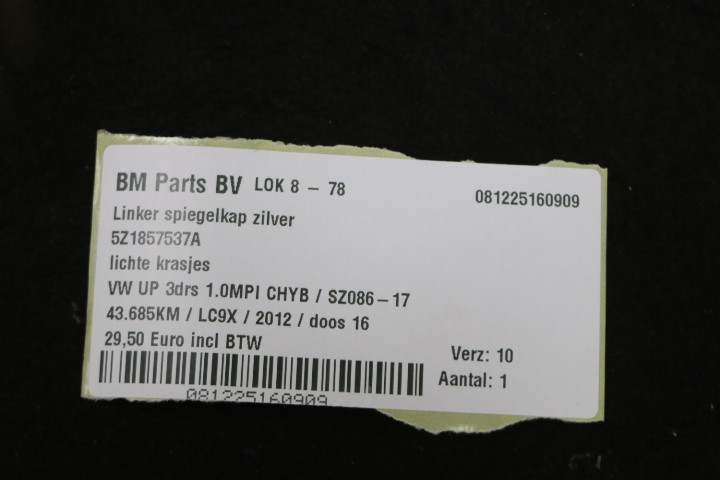 BM Parts BV LOK 8 - 78
081225160909
Linker spiegelkap zilver
5Z1857537A
lichte krasjes
VW UP 3drs 1.0MPI CHYB / SZ086-17
43.685KM / LC9X / 2012 / doos 16
29,50 Euro incl BTW
Verz: 10
Aantal: 1
081225160909